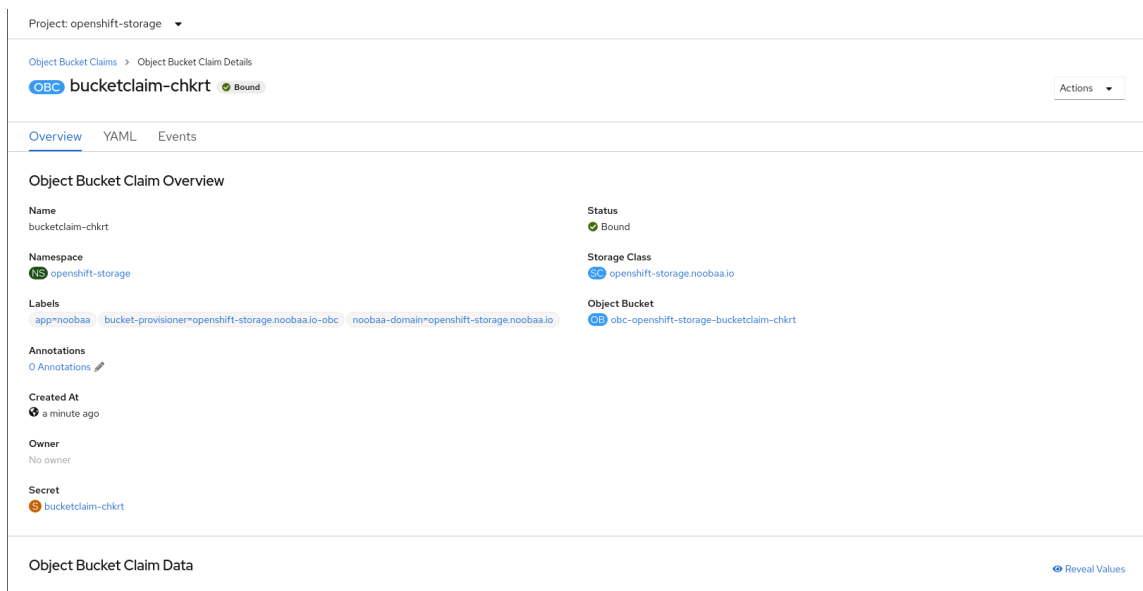 Project: openshift-storage
Object Bucket Claims > Object Bucket Claim Details
OBC bucketclaim-chkrt Bound
Actions
Overview YAML Events
Object Bucket Claim Overview
Name
bucketclaim-chkrt
Namespace
NS openshift-storage
Labels
app=noobaa bucket-provisioner=openshift-storage.noobaa.io-obc noobaa-domain=openshift-storage.noobaa.io
Annotations
0 Annotations
Created At
a minute ago
Owner
No owner
Secret
S bucketclaim-chkrt
Status
Bound
Storage Class
SC openshift-storage.noobaa.io
Object Bucket
OB obc-openshift-storage-bucketclaim-chkrt
Object Bucket Claim Data
Reveal Values